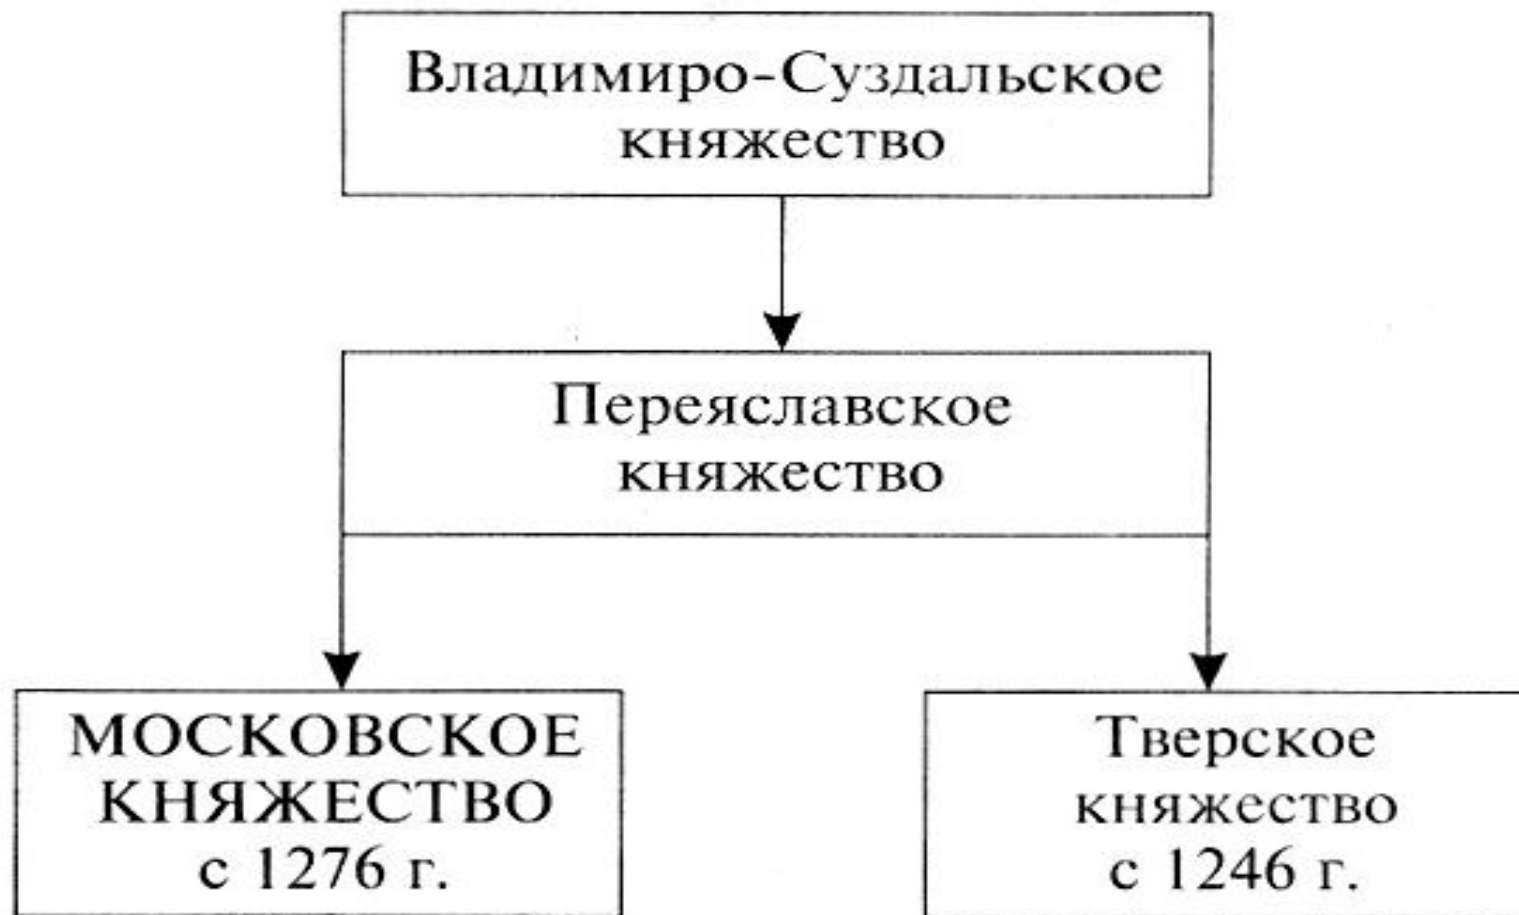 Владимиро-Суздальское
княжество
Переяславское
княжество
МОСКОВСКОЕ
КНЯЖЕСТВО
с 1276 г.
Тверское
княжество
с 1246 г.